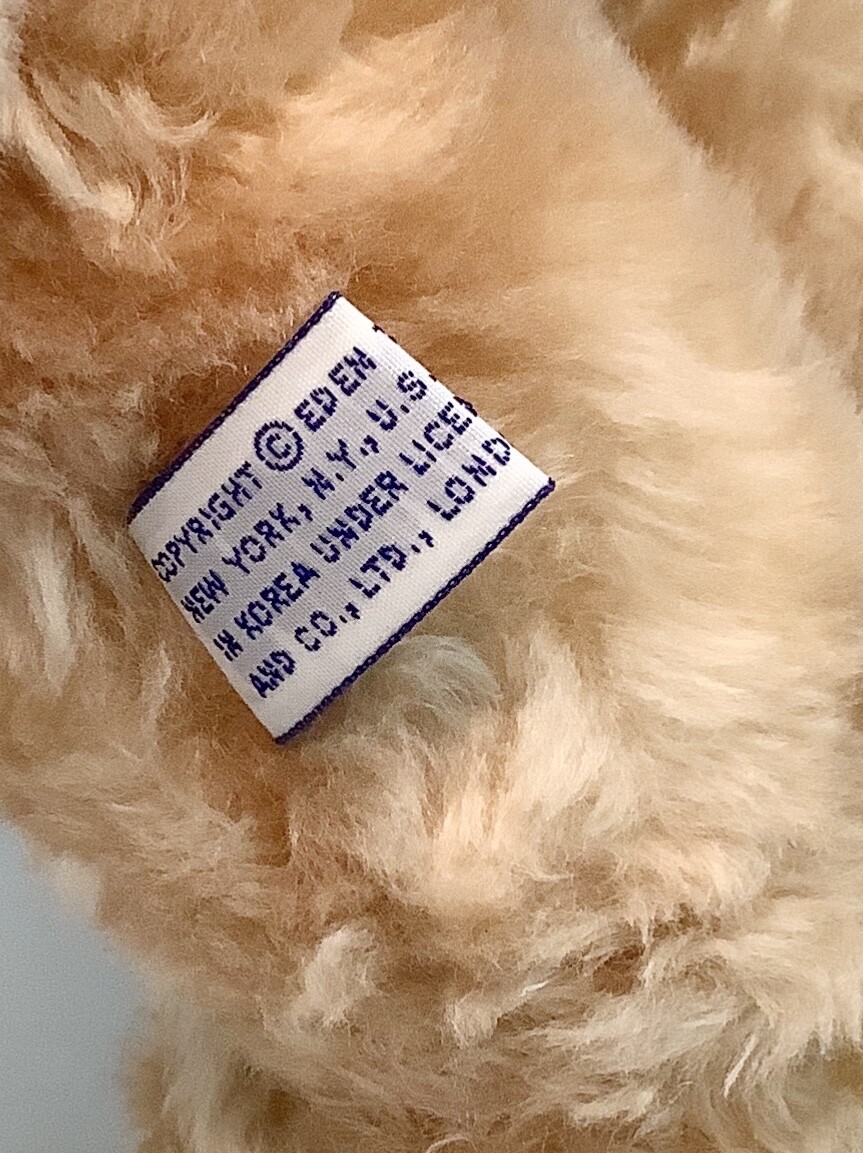 COPYRIGHT © EDEN
NEW YORK, N.Y., U.S.
IN KOREA UNDER LICE
AND CO., LTD., LOND